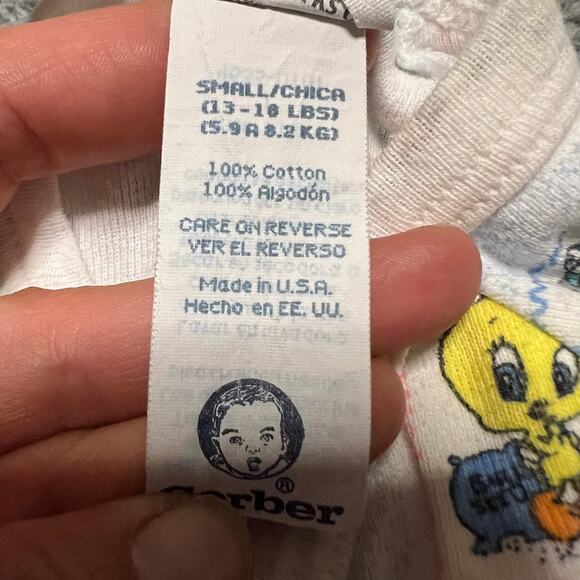 SMALL/CHICA
(13-18 LBS)
(5.9 A 8.2 KG)
100% Cotton
100% Algodón
CARE ON REVERSE
VER EL REVERSO
Made in U.S.A.
Hecho en EE. UU.
Gerber®